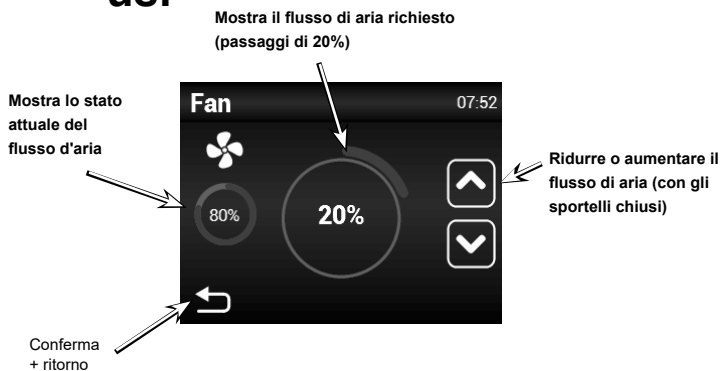 Mostra il flusso di aria richiesto
(passaggi di 20%)
Mostra lo stato
attuale del
flusso d'aria
Fan
07:52
80%
20%
Ridurre o aumentare il
flusso di aria (con gli
sportelli chiusi)
Conferma
+ ritorno